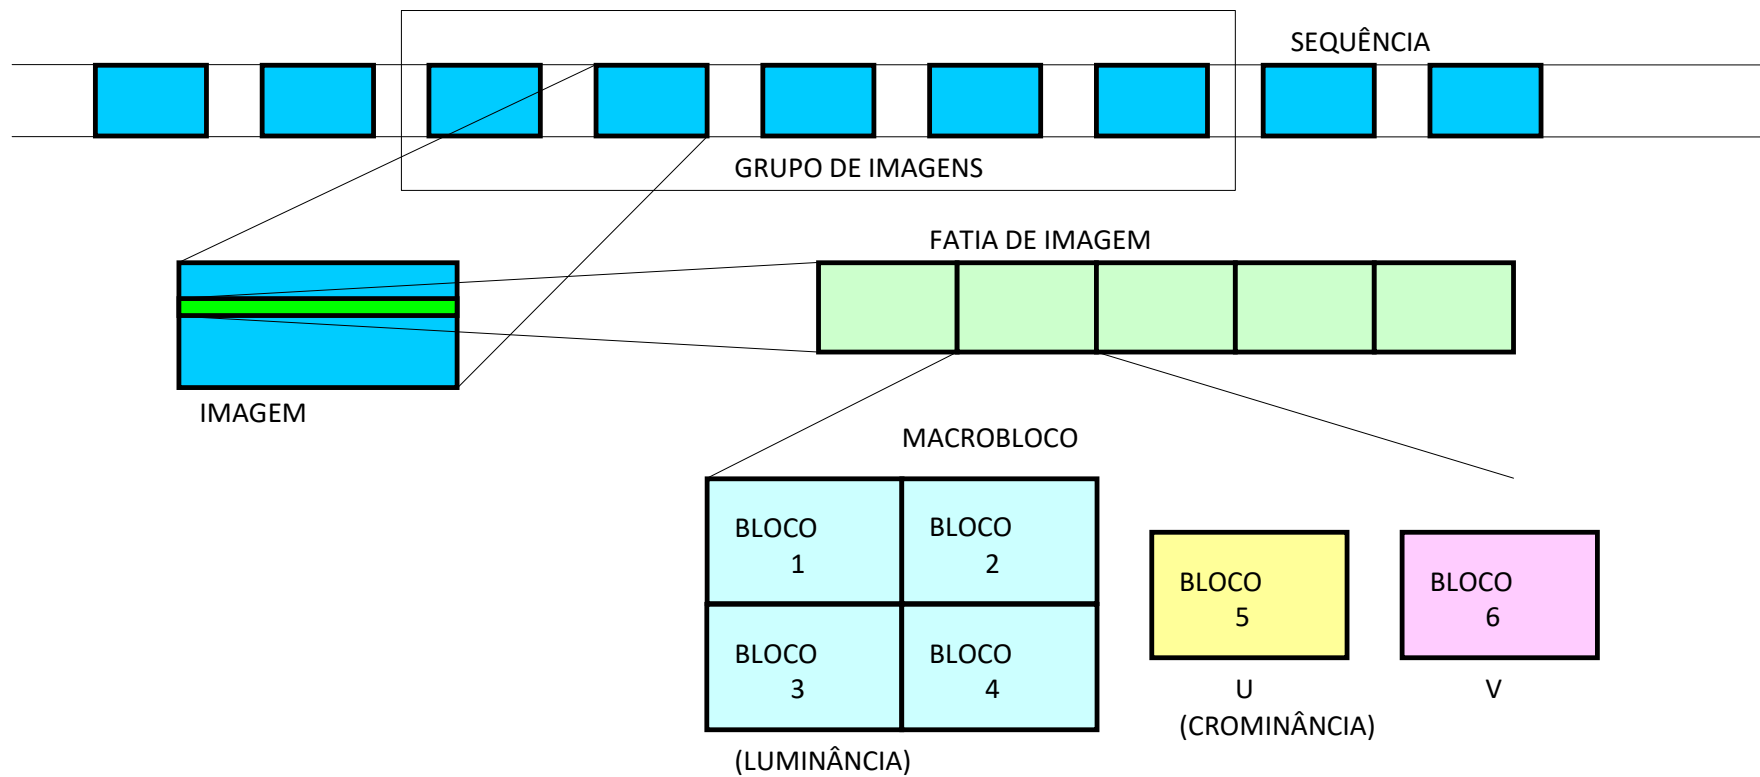 SEQUÊNCIA
GRUPO DE IMAGENS
FATIA DE IMAGEM
IMAGEM
MACROBLOCO
BLOCO
1
BLOCO
2
BLOCO
3
BLOCO
4
BLOCO
5
BLOCO
6
U
V
(CROMINÂNCIA)
(LUMINÂNCIA)